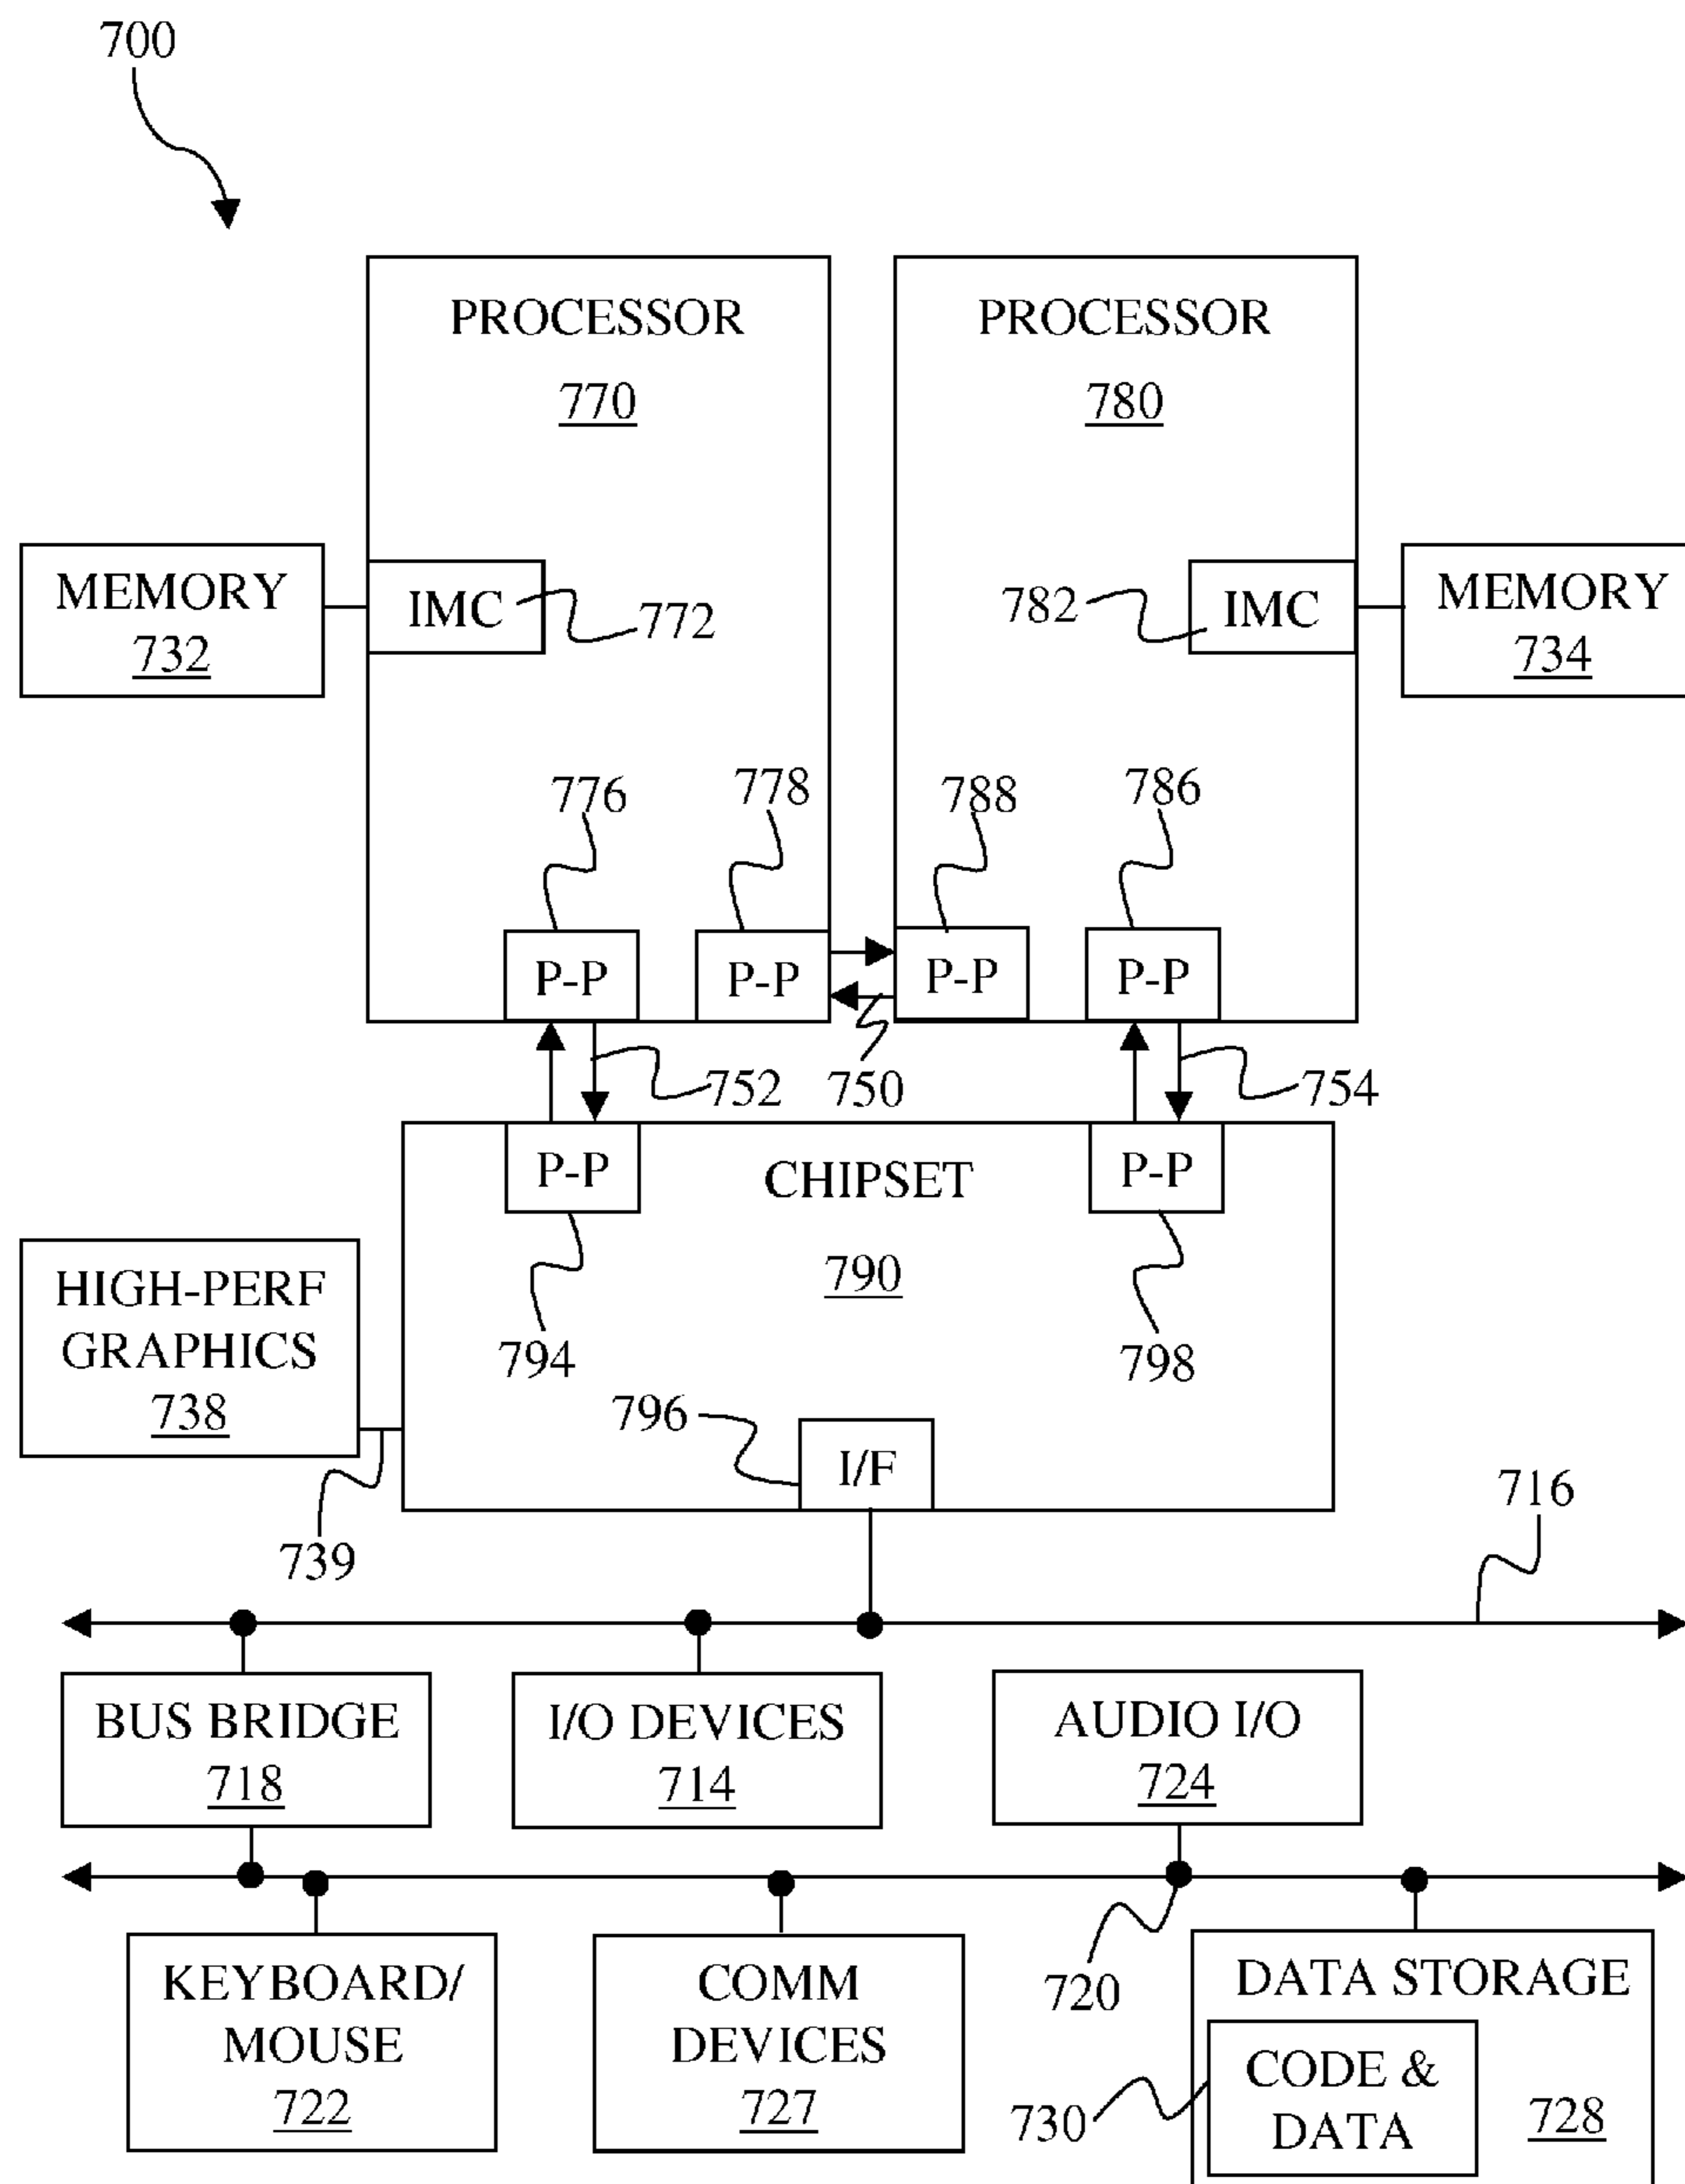 700
PROCESSOR
770
PROCESSOR
780
MEMORY
732
IMC
772
782
IMC
MEMORY
734
776
778
788
786
P-P
P-P
P-P
P-P
752
750
754
P-P
CHIPSET
P-P
790
HIGH-PERF
GRAPHICS
738
794
798
796
I/F
739
716
BUS BRIDGE
718
I/O DEVICES
714
AUDIO I/O
724
KEYBOARD/
MOUSE
722
COMM
DEVICES
727
720
DATA STORAGE
CODE &
DATA
730
728